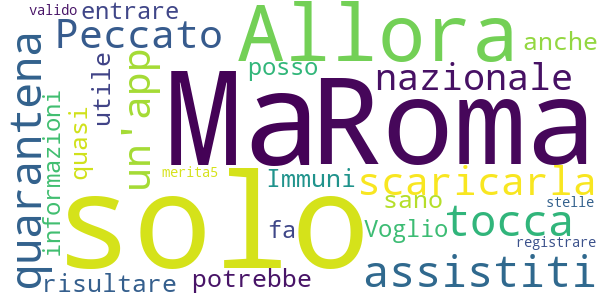 valido
entrare
Peccato
Allora
anche
quarantena
utile
un'app
posso
nazionale
MaRoma
informazioni
quasi
merita5
Immuni
scaricarla
solo
sano
stelle
fa
Voglio
tocca
registrare
risultare
potrebbe
assistiti